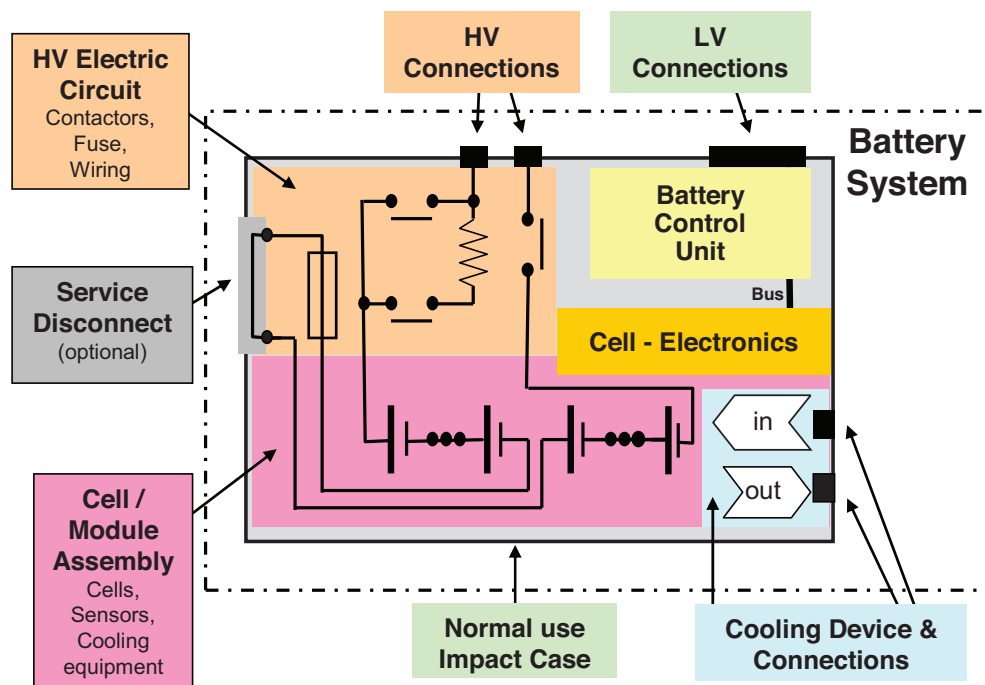 HV Electric
Circuit
Contactors,
Fuse,
Wiring
HV
Connections
LV
Connections
Battery
System
Battery
Control
Unit
Bus
Service
Disconnect
(optional)
Cell - Electronics
in
out
Cell /
Module
Assembly
Cells,
Sensors,
Cooling
equipment
Normal use
Impact Case
Cooling Device &
Connections